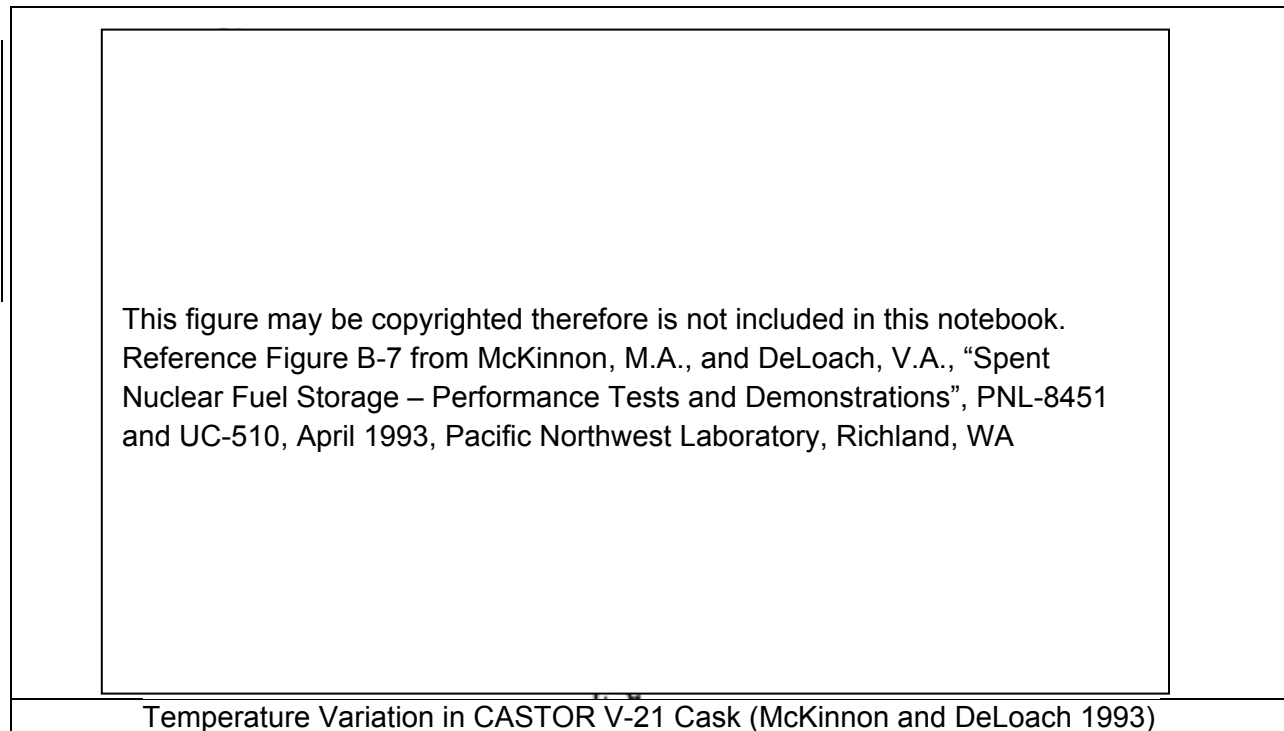 This figure may be copyrighted therefore is not included in this notebook.
Reference Figure B-7 from McKinnon, M.A., and DeLoach, V.A., “Spent
Nuclear Fuel Storage – Performance Tests and Demonstrations”, PNL-8451
and UC-510, April 1993, Pacific Northwest Laboratory, Richland, WA
Temperature Variation in CASTOR V-21 Cask (McKinnon and DeLoach 1993)